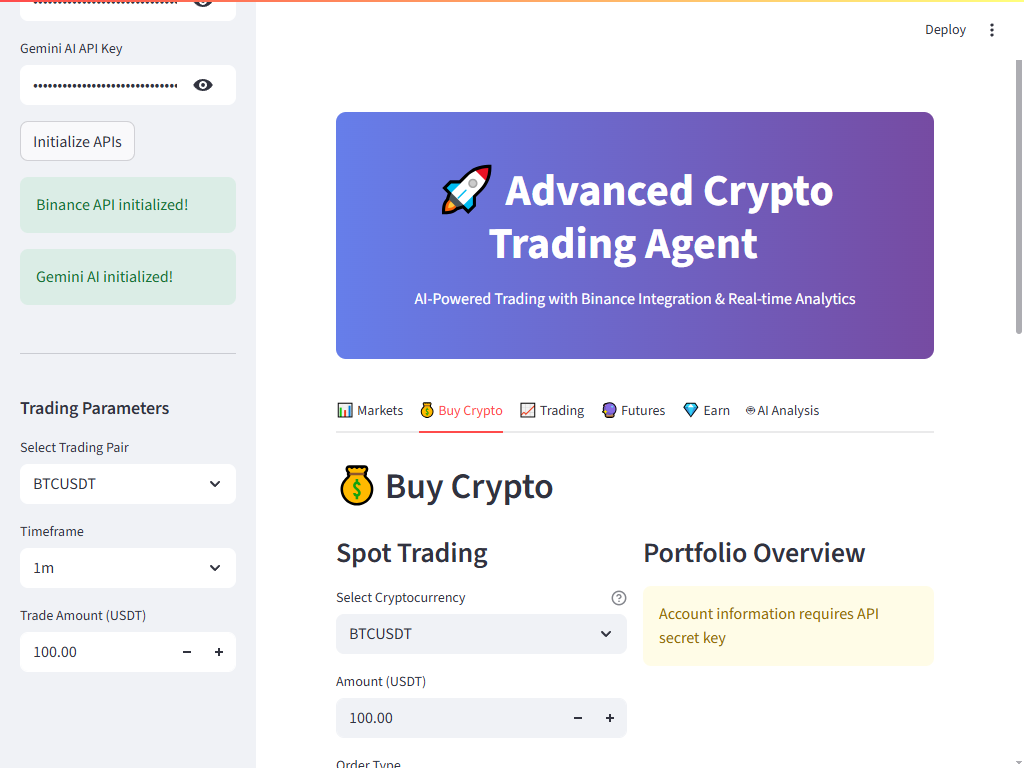 Gemini AI API Key
••••••••••••••••••••••••••••••
Initialize APIs
Binance API initialized!
Gemini AI initialized!
Trading Parameters
Select Trading Pair
BTCUSDT
Timeframe
1m
Trade Amount (USDT)
100.00
Deploy
🚀 Advanced Crypto
Trading Agent
AI-Powered Trading with Binance Integration & Real-time Analytics
📊 Markets 💰 Buy Crypto 📈 Trading 🔮 Futures 💎 Earn AI Analysis
💰 Buy Crypto
Spot Trading
Select Cryptocurrency
BTCUSDT
Amount (USDT)
100.00
Order Type
Portfolio Overview
Account information requires API
secret key